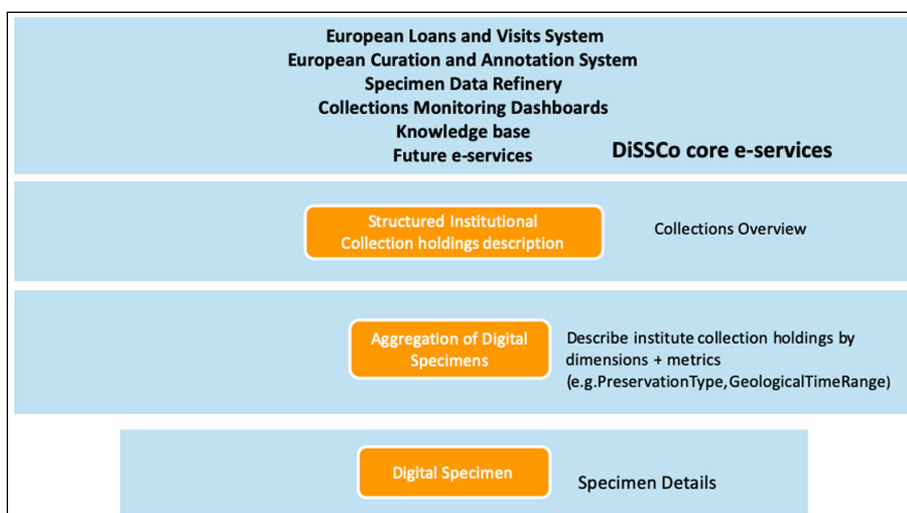 European Loans and Visits System
European Curation and Annotation System
Specimen Data Refinery
Collections Monitoring Dashboards
Knowledge base
Future e-services
DiSSCo core e-services
Structured Institutional
Collection holdings description
Collections Overview
Aggregation of Digital
Specimens
Describe institute collection holdings by
dimensions + metrics
(e.g.PreservationType,GeologicalTimeRange)
Digital Specimen
Specimen Details